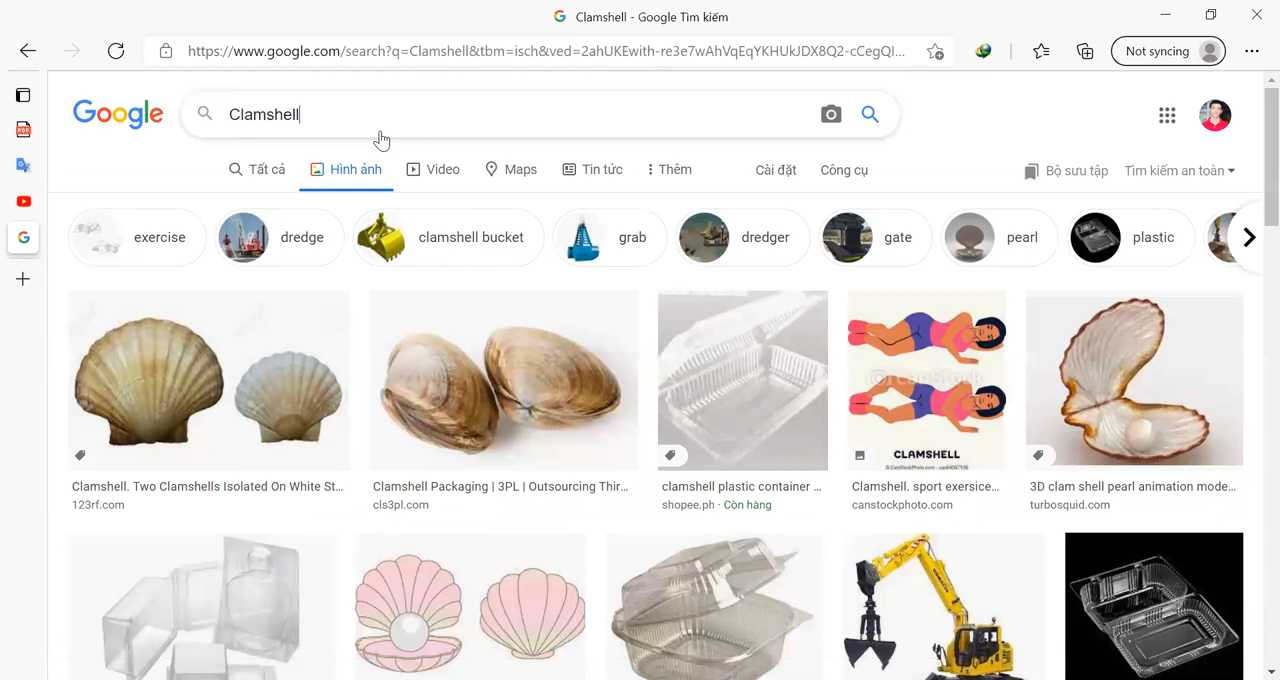 Clamshell - Google Tìm kiếm
https://www.google.com/search?q=Clamshell&tbm=isch&ved=2ahUKEwith-re3e7wAhVqEqYKHUkJDX8Q2-cCegQI...
Not syncing
Google
Clamshell
Tất cả
Hình ảnh
Video
Maps
Tin tức
Thêm
Cài đặt
Công cụ
Bộ sưu tập
Tìm kiếm an toàn
exercise
dredge
clamshell bucket
grab
dredger
gate
pearl
plastic
CLAMSHELL
Clamshell. Two Clamshells Isolated On White St...
123rf.com
Clamshell Packaging | 3PL | Outsourcing Thir...
cls3pl.com
clamshell plastic container ...
shopee.ph · Còn hàng
Clamshell. sport exersice...
canstockphoto.com
3D clam shell pearl animation mode...
turbosquid.com